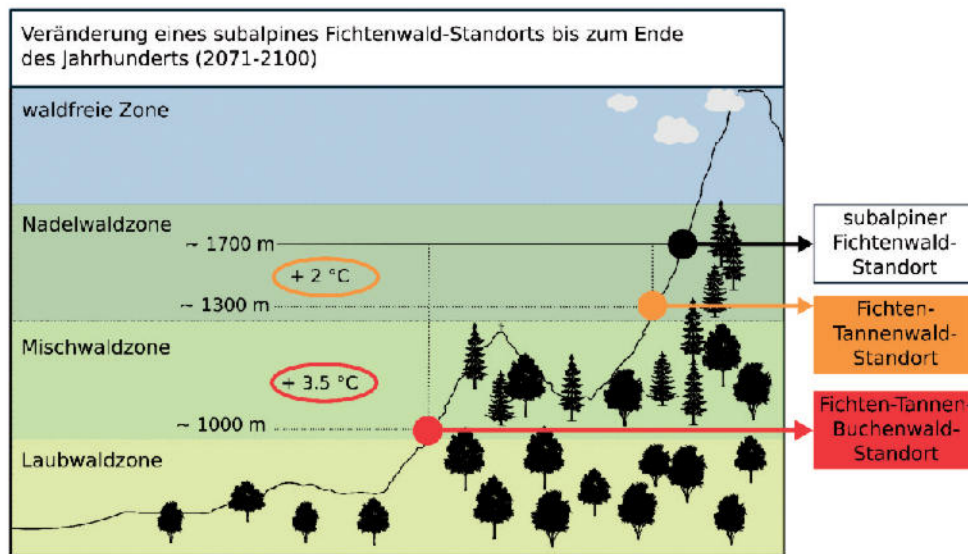 Veränderung eines subalpines Fichtenwald-Standorts bis zum Ende
des Jahrhunderts (2071-2100)
waldfreie Zone
Nadelwaldzone
~ 1700 m
+ 2 °C
~ 1300 m
Mischwaldzone
+ 3.5 °C
~ 1000 m
Laubwaldzone
subalpiner
Fichtenwald-
Standort
Fichten-
Tannenwald-
Standort
Fichten-Tannen-
Buchenwald-
Standort